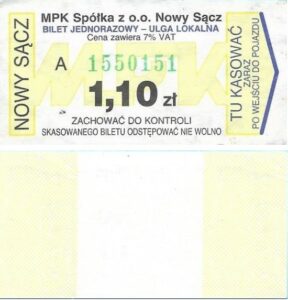 MPK Spółka z o.o. Nowy Sącz
BILET JEDNORAZOWY – ULGA LOKALNA
Cena zawiera 7% VAT
A 1550151
1,10 zł
ZACHOWAĆ DO KONTROLI
SKASOWANEGO BILETU ODSTĘPOWAĆ NIE WOLNO
NOWY SĄCZ
TU KASOWAĆ
ZARAZ
PO WEJŚCIU DO POJAZDU
MPK